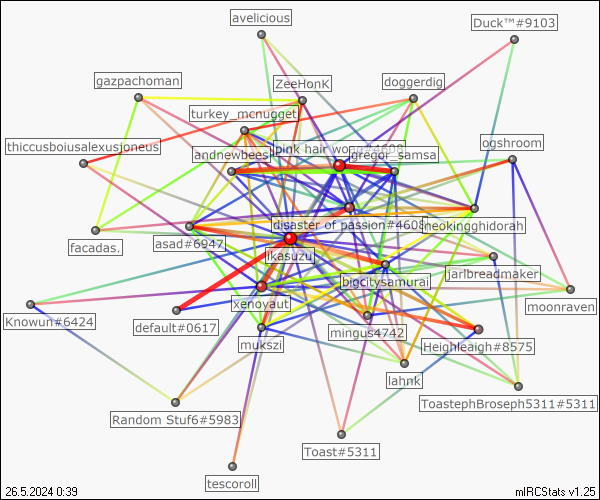 avelicious
Duck™#9103
gazpachoman
ZeeHonK
doggerdig
turkey_mcnugget
ogshroom
thiccusboiusalexusjoneus
andnewbees
pink hair wong#4608
gregor_samsa
disaster of passion#4608
neokingghidorah
facadas.
asad#6947
ikasuzu
jarlbreadmaker
bigcitysamurai
xenoyaut
moonraven
Knowun#6424
default#0617
mingus4742
mukszi
Heighleaigh#8575
lahnk
ToastephBroseph5311#5311
Random Stuf6#5983
Toast#5311
tescoroll
26.5.2024 0:39
mIRCStats v1.25